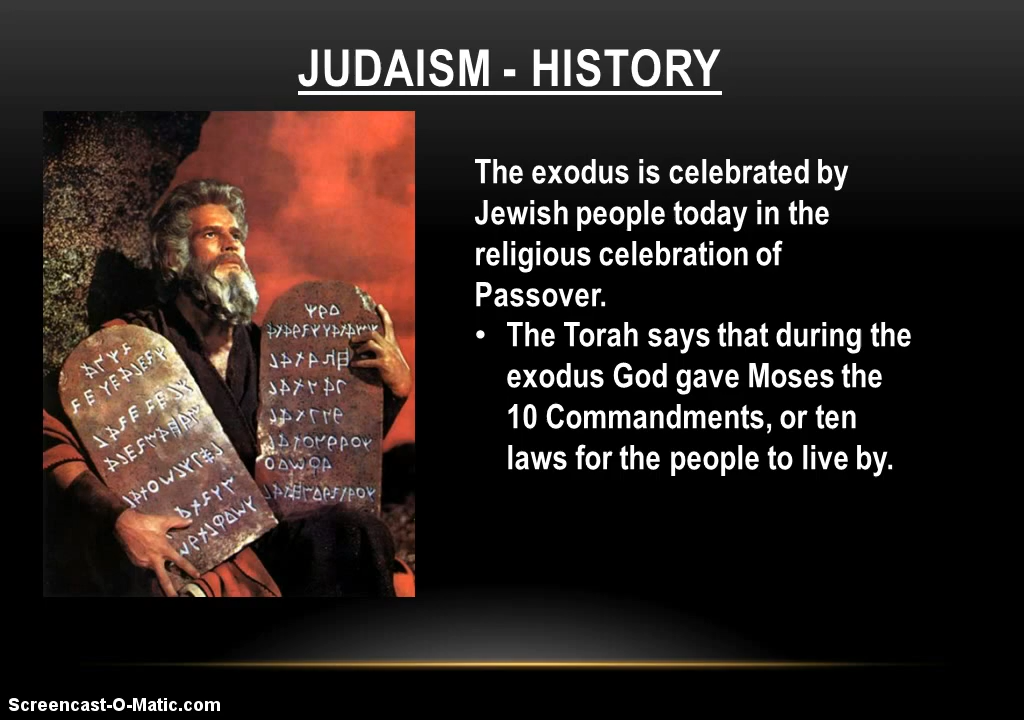 JUDAISM - HISTORY
The exodus is celebrated by
Jewish people today in the
religious celebration of
Passover.
• The Torah says that during the
exodus God gave Moses the
10 Commandments, or ten
laws for the people to live by.
Screencast-O-Matic.com